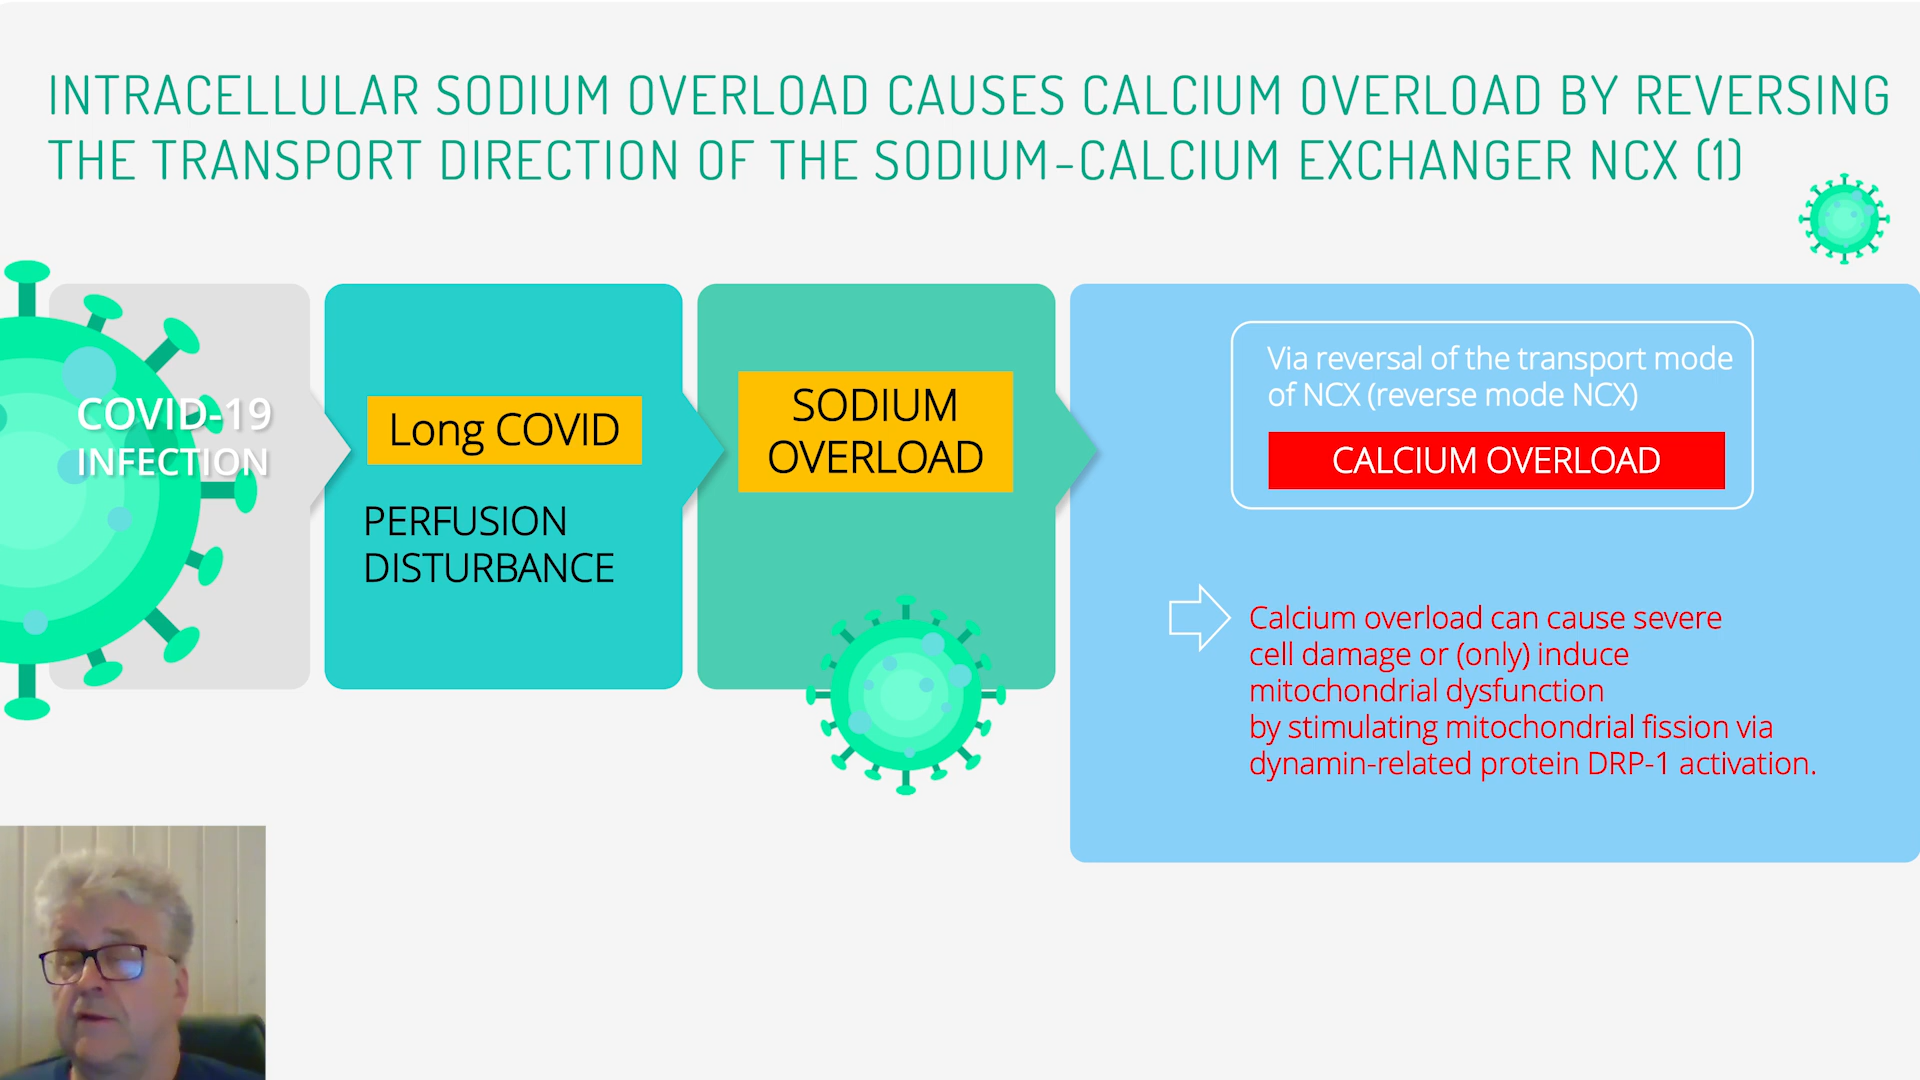 INTRACELLULAR SODIUM OVERLOAD CAUSES CALCIUM OVERLOAD BY REVERSING
THE TRANSPORT DIRECTION OF THE SODIUM-CALCIUM EXCHANGER NCX (1)
COVID-19
INFECTION
Long COVID
PERFUSION
DISTURBANCE
SODIUM
OVERLOAD
Via reversal of the transport mode
of NCX (reverse mode NCX)
CALCIUM OVERLOAD
Calcium overload can cause severe
cell damage or (only) induce
mitochondrial dysfunction
by stimulating mitochondrial fission via
dynamin-related protein DRP-1 activation.